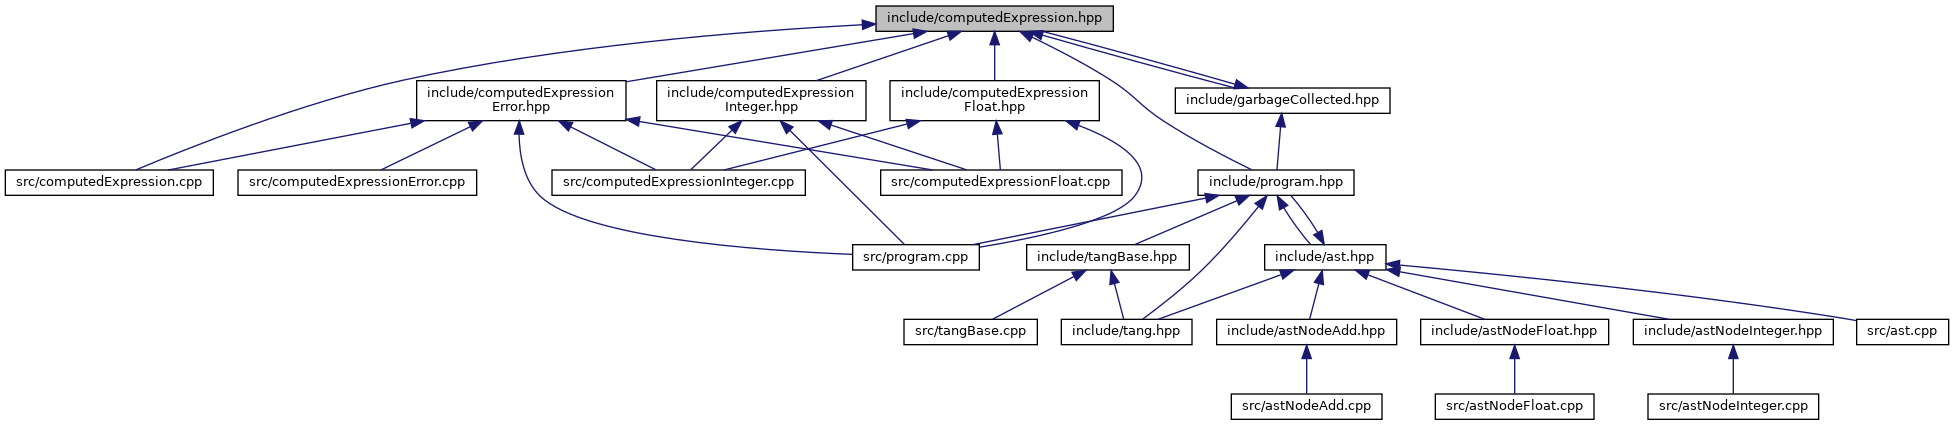 include/computedExpression.hpp
include/computedExpression
Error.hpp
include/computedExpression
Integer.hpp
include/computedExpression
Float.hpp
include/garbageCollected.hpp
src/computedExpression.cpp
src/computedExpressionError.cpp
src/computedExpressionInteger.cpp
src/computedExpressionFloat.cpp
include/program.hpp
src/program.cpp
include/tangBase.hpp
include/ast.hpp
src/tangBase.cpp
include/tang.hpp
include/astNodeAdd.hpp
include/astNodeFloat.hpp
include/astNodeInteger.hpp
src/ast.cpp
src/astNodeAdd.cpp
src/astNodeFloat.cpp
src/astNodeInteger.cpp